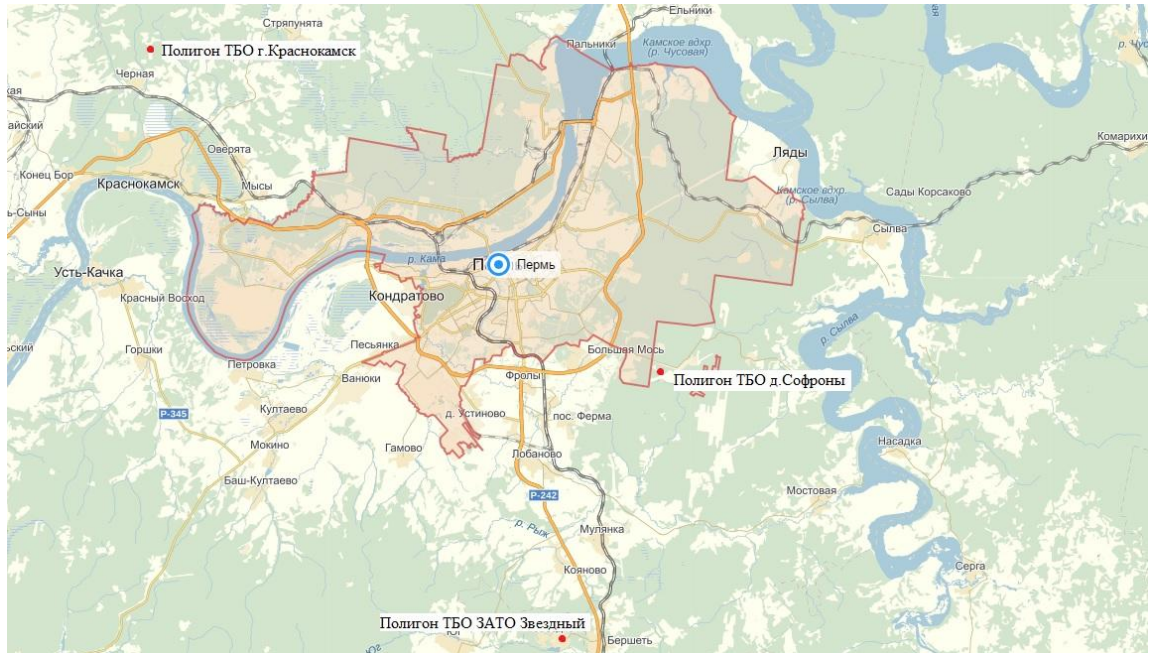 Ельники
Стряпунята
Полигон ТБО г.Краснокамск
Пальники
Камское вдхр.
(р. Чусовая)
Черная
Комарихи
Оверята
Ляды
Конец Бор
Краснокамск
Мысы
Камское вдхр.
(р. Сылва)
Сады Корсаково
Сылва
р. Кама
Пермь
Усть-Качка
Красный Восход
Кондратово
р. Сылва
Горшки
Песьянка
Большая Мось
Петровка
Ванюки
Фролы
Полигон ТБО д.Софроны
Р-345
Култаево
д. Устиново
пос. Ферма
Мокино
Гамово
Лобаново
Насадка
Баш-Култаево
Р-242
Мостовая
р. Рыж
Мулянка
Кояново
Серга
Полигон ТБО ЗАТО Звездный
Юг
Бершеть